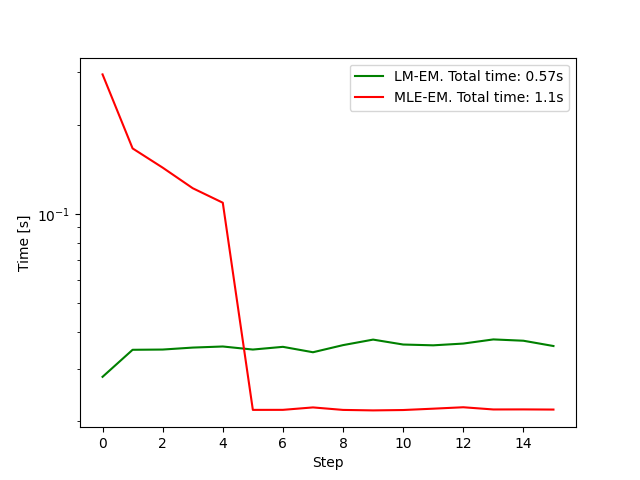 LM-EM. Total time: 0.57s
MLE-EM. Total time: 1.1s
Time [s]
10⁻¹
0 2 4 6 8 10 12 14
Step